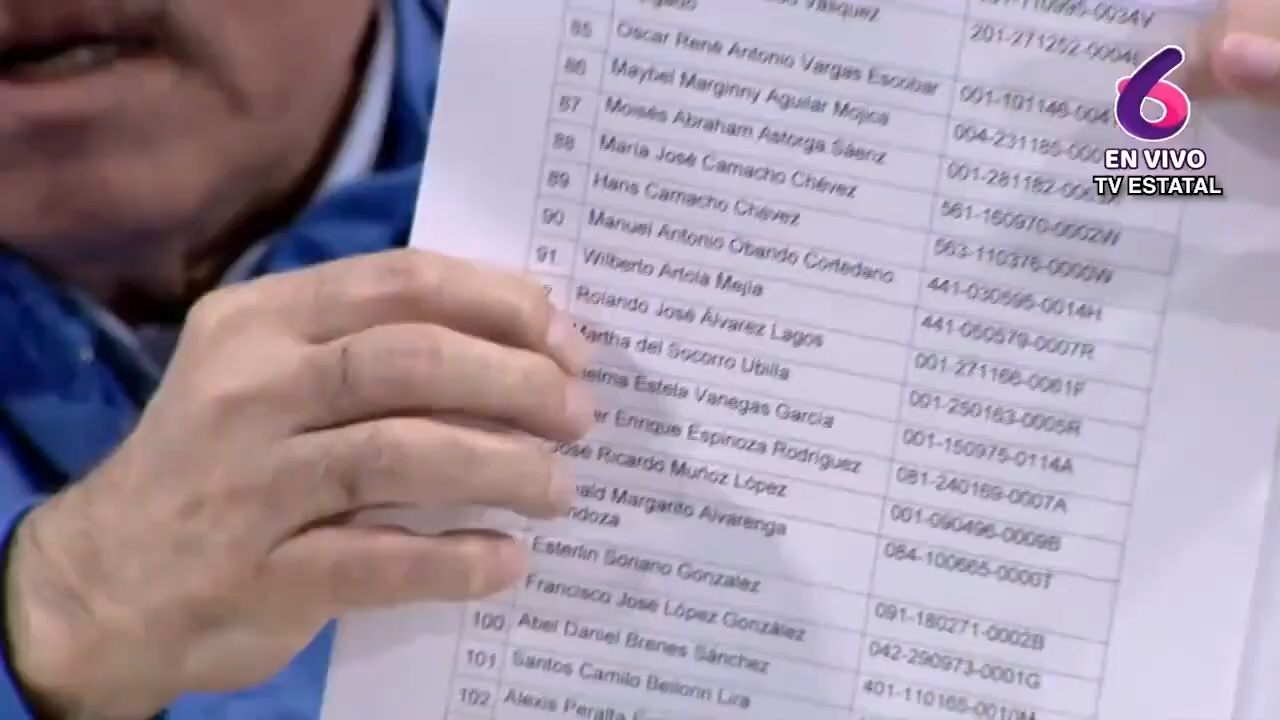 Vásquez
201-271252-0004
85 Oscar René Antonio Vargas Escobar 001-101146-004
86 Maybel Marginny Aguilar Mojica 004-231185-000
87 Moisés Abraham Astorga Sáenz 001-281182-00
88 María José Camacho Chévez 561-160970-0002W
89 Hans Camacho Chévez 563-110376-0000W
90 Manuel Antonio Obando Cortedano 441-030595-0014H
91 Wilberto Artola Mejía 441-050579-0007R
Rolando José Álvarez Lagos 001-271166-0061F
Martha del Socorro Ubilla 001-250163-0005R
Estela Vanegas García 001-150975-0114A
Enrique Espinoza Rodríguez 081-240169-0007A
José Ricardo Muñoz López 001-090496-0009B
Margarito Alvarenga 084-100665-0000T
ndoza
Esterlin Soriano Gonzalez 091-180271-0002B
Francisco José López González 042-290973-0001G
100 Abel Daniel Brenes Sánchez 401-110165-0010M
101 Santos Camilo Bellorin Lira
102 Alexis Peralta
6
EN VIVO
TV ESTATAL